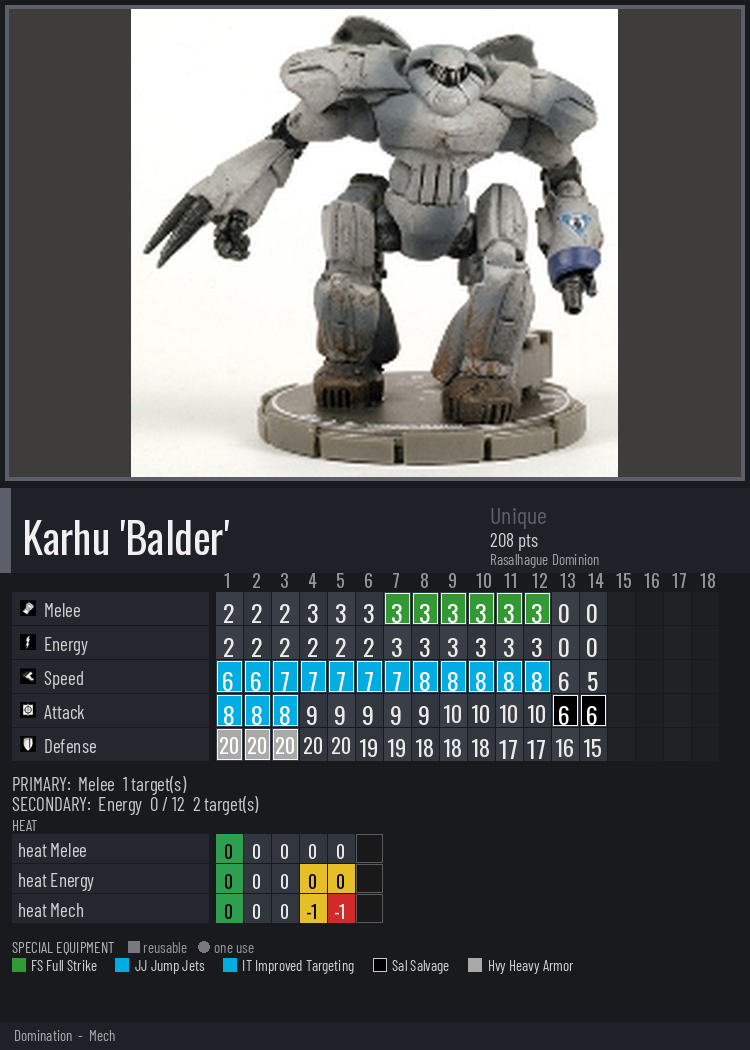 Karhu 'Balder'
Unique
208 pts
Rasalhague Dominion
1 2 3 4 5 6 7 8 9 10 11 12 13 14 15 16 17 18
Melee 2 2 2 3 3 3 3 3 3 3 3 3 0 0
Energy 2 2 2 2 2 2 3 3 3 3 3 3 0 0
Speed 6 6 7 7 7 7 7 8 8 8 8 8 6 5
Attack 8 8 8 9 9 9 9 9 10 10 10 10 6 6
Defense 20 20 20 20 20 19 19 18 18 18 17 17 16 15
PRIMARY: Melee 1 target(s)
SECONDARY: Energy 0 / 12 2 target(s)
HEAT
heat Melee 0 0 0 0 0
heat Energy 0 0 0 0 0
heat Mech 0 0 0 -1 -1
SPECIAL EQUIPMENT reusable one use
FS Full Strike JJ Jump Jets IT Improved Targeting Sal Salvage Hvy Heavy Armor
Domination - Mech